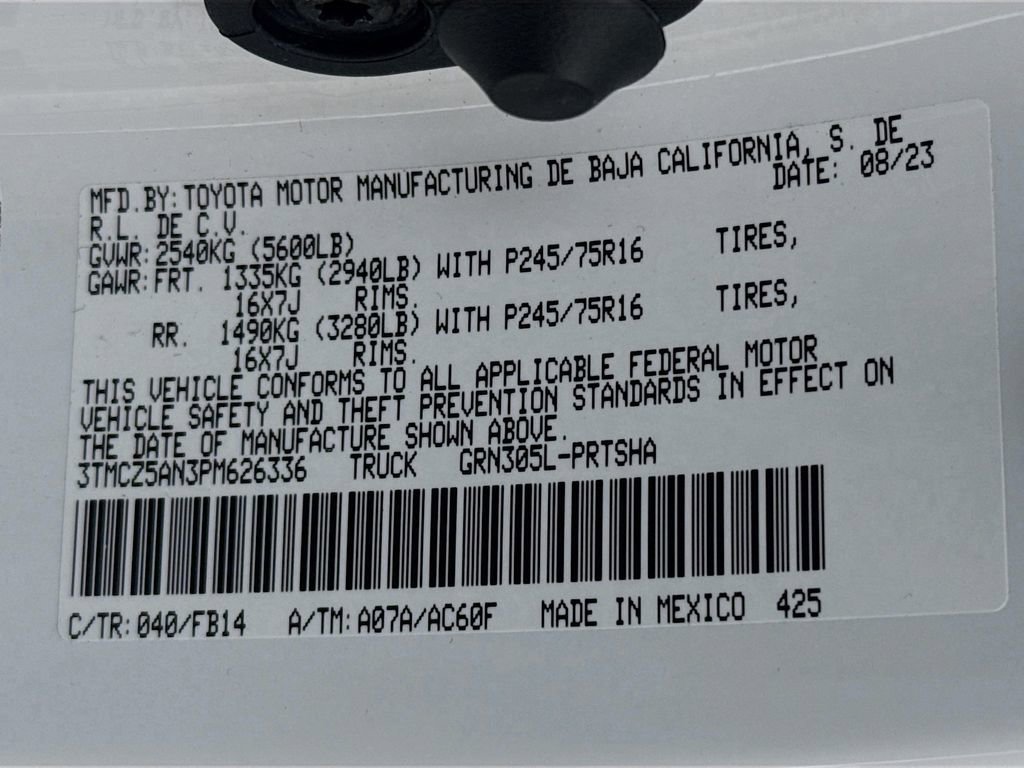 MFD.BY:TOYOTA MOTOR MANUFACTURING DE BAJA CALIFORNIA, S. DE
R.L. DE C.V. DATE: 08/23
GVWR:2540KG (5600LB)
GAWR:FRT. 1335KG (2940LB) WITH P245/75R16 TIRES,
16X7J RIMS.
RR. 1490KG (3280LB) WITH P245/75R16 TIRES,
16X7J RIMS.
THIS VEHICLE CONFORMS TO ALL APPLICABLE FEDERAL MOTOR
VEHICLE SAFETY AND THEFT PREVENTION STANDARDS IN EFFECT ON
THE DATE OF MANUFACTURE SHOWN ABOVE.
3TMCZ5AN3PM626336 TRUCK GRN305L-PRTSHA
C/TR:040/FB14 A/TM:A07A/AC60F MADE IN MEXICO 425